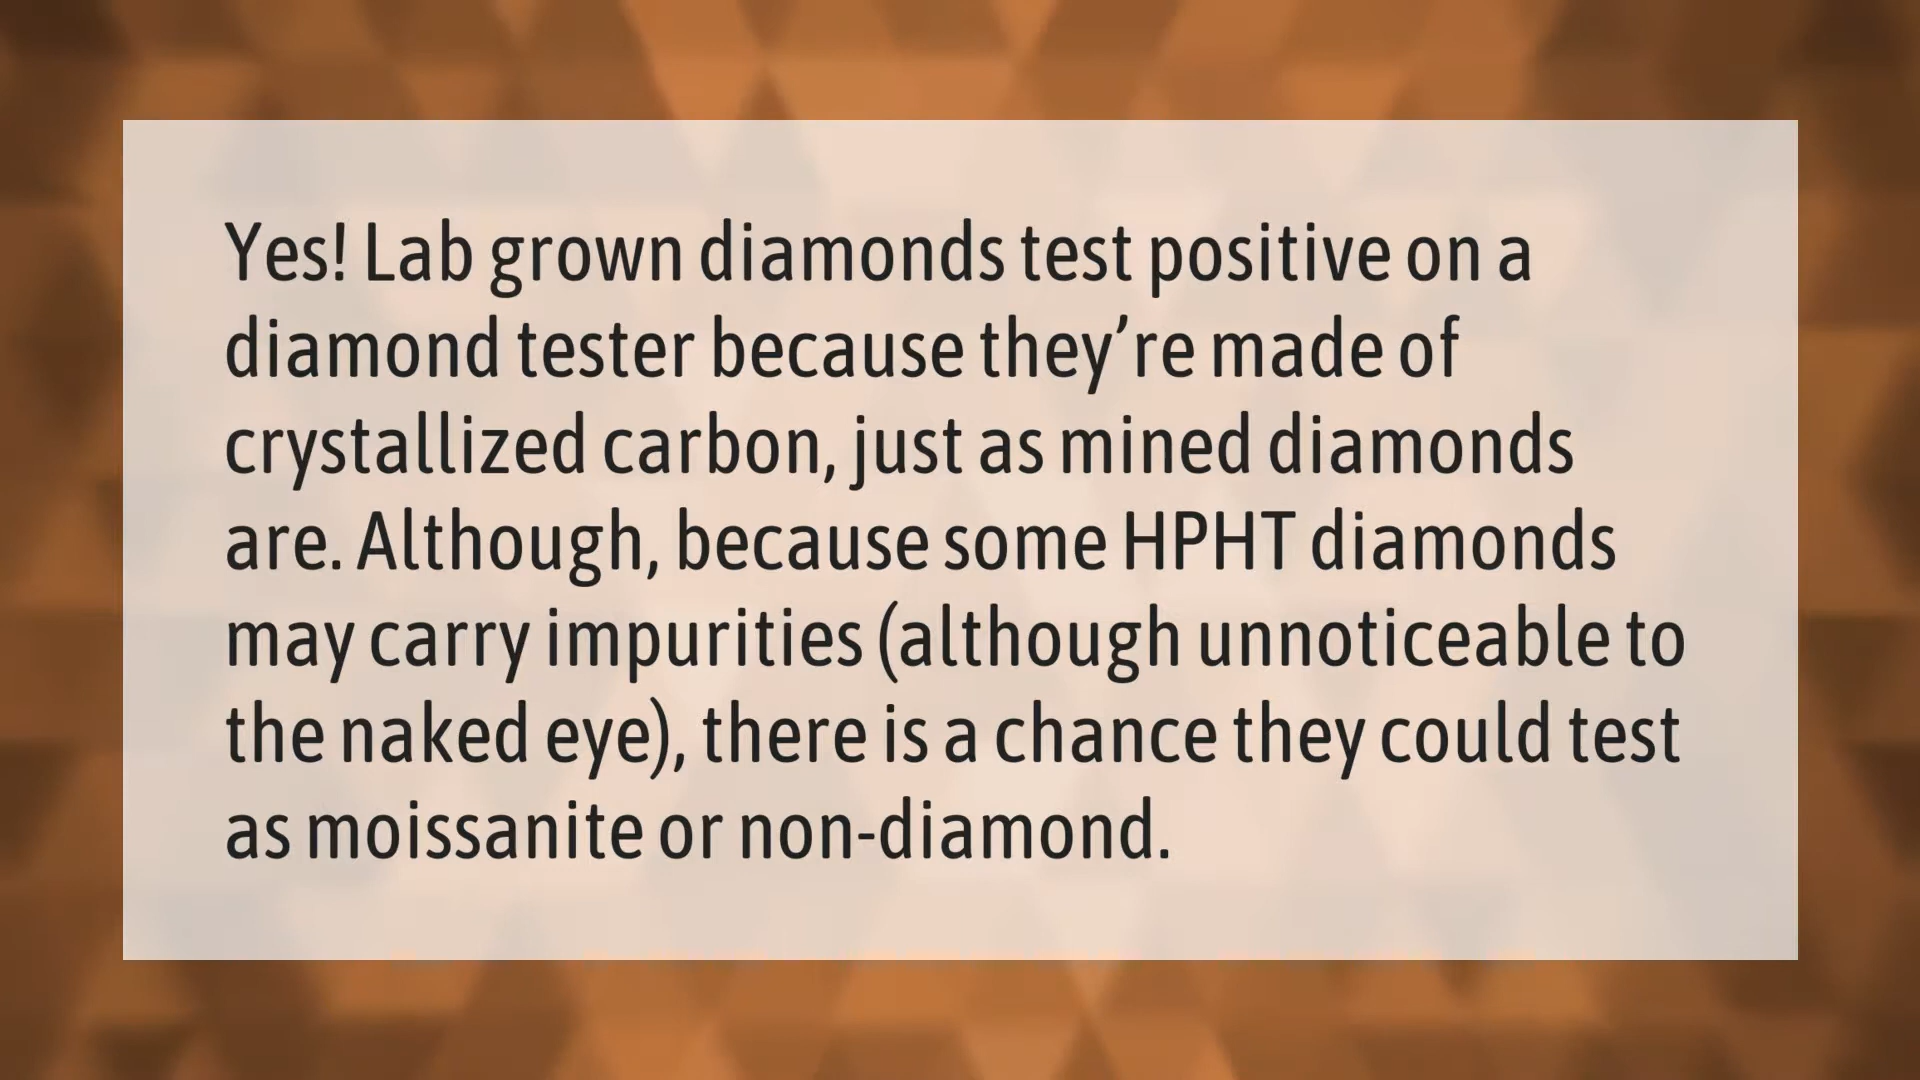 Yes! Lab grown diamonds test positive on a
diamond tester because they’re made of
crystallized carbon, just as mined diamonds
are. Although, because some HPHT diamonds
may carry impurities (although unnoticeable to
the naked eye), there is a chance they could test
as moissanite or non-diamond.